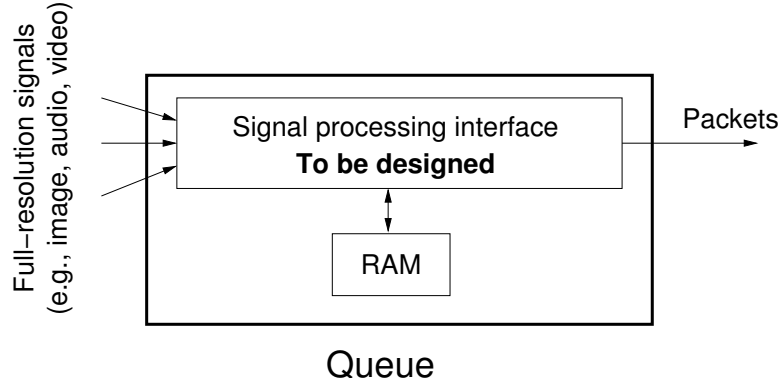 Full−resolution signals
(e.g., image, audio, video)
Signal processing interface
To be designed
Packets
RAM
Queue